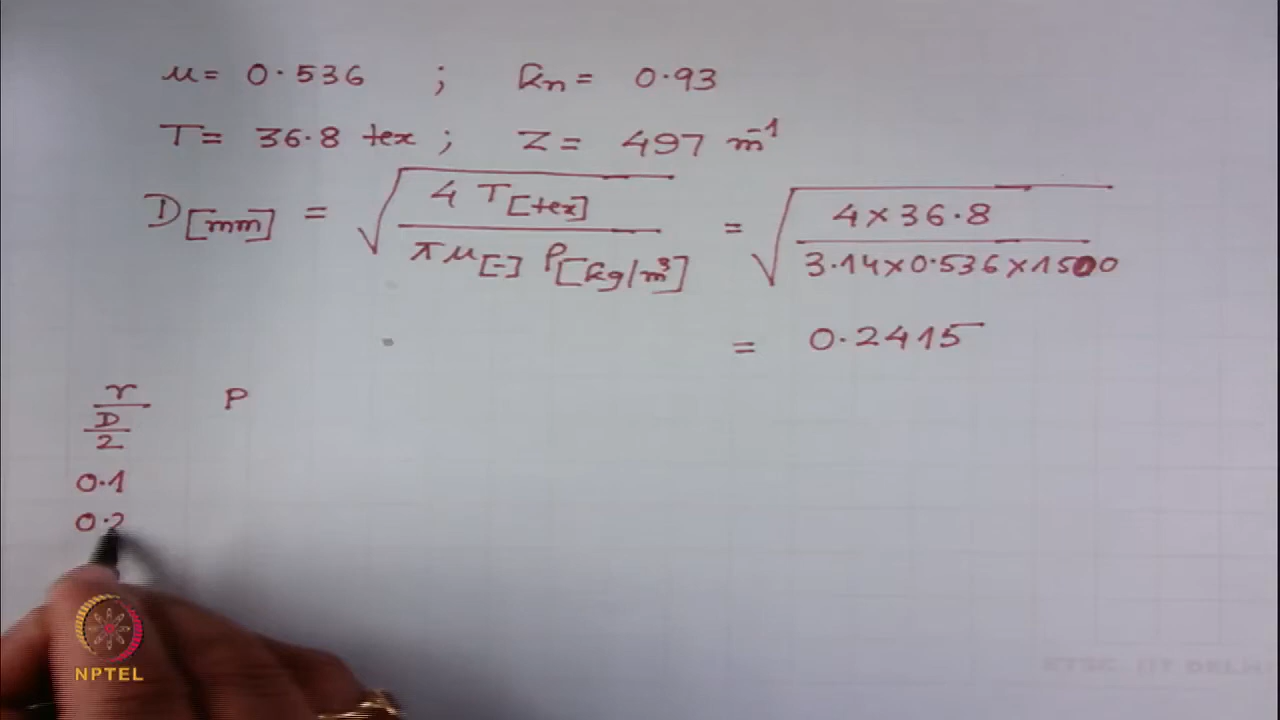 μ = 0.536 ; kn = 0.93
T = 36.8 tex ; Z = 497 m⁻¹
D[mm] = √(4 T[tex] / π μ[-] ρ[kg/m³]) = √(4×36.8 / 3.14×0.536×1500)
= 0.2415
r/(D/2) P
0.1
0.2
NPTEL